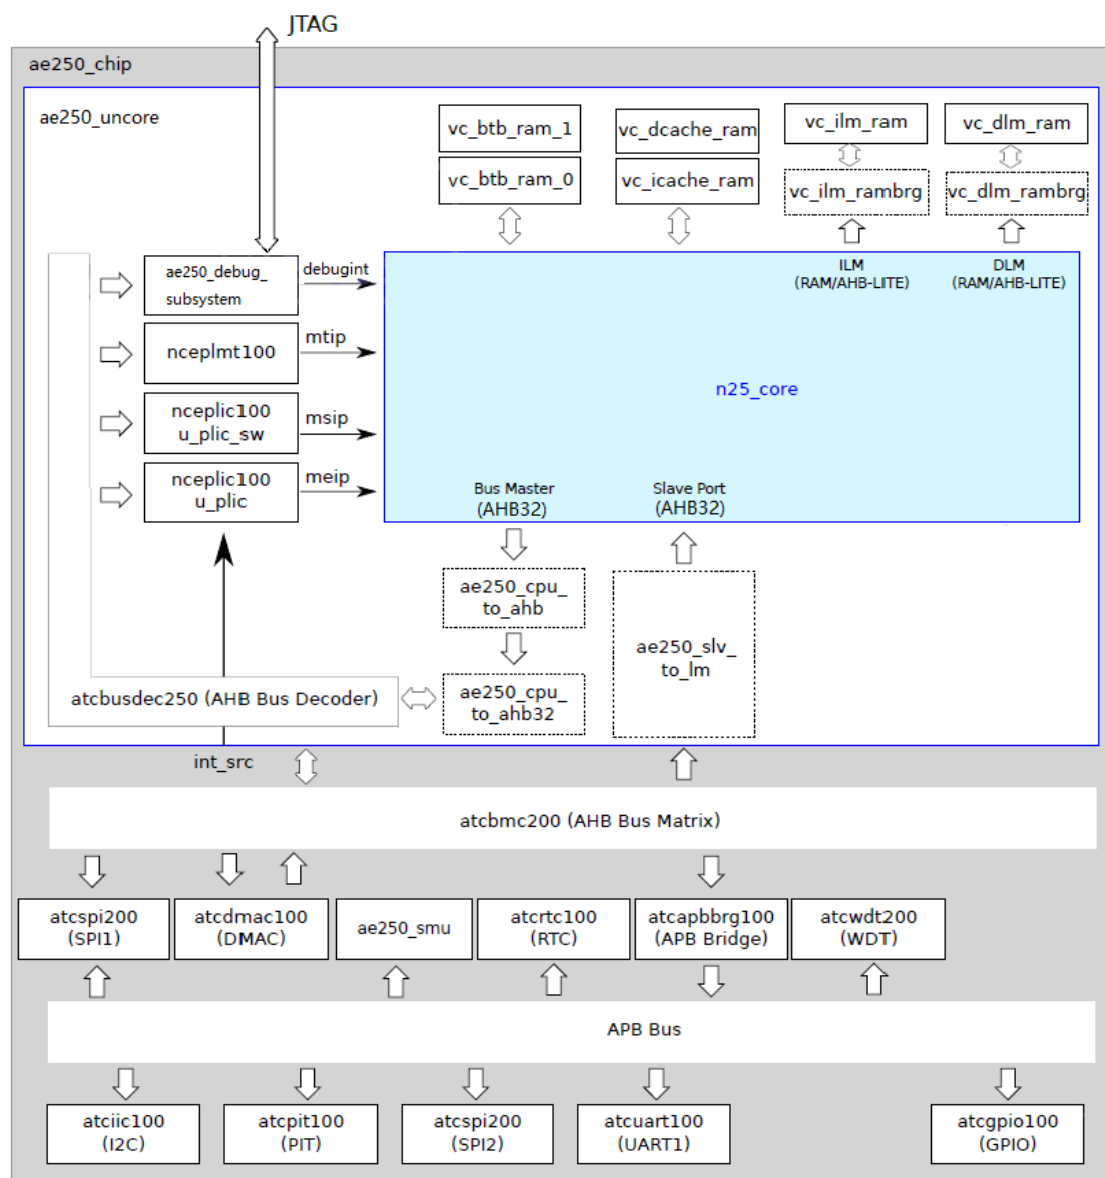 JTAG
ae250_chip
ae250_uncore
vc_btb_ram_1
vc_dcache_ram
vc_ilm_ram
vc_dlm_ram
vc_btb_ram_0
vc_icache_ram
vc_ilm_rambrg
vc_dlm_rambrg
ae250_debug_
subsystem
debugint
ILM
(RAM/AHB-LITE)
DLM
(RAM/AHB-LITE)
nceplmt100
mtip
n25_core
nceplic100
u_plic_sw
msip
nceplic100
u_plic
meip
Bus Master
(AHB32)
Slave Port
(AHB32)
ae250_cpu_
to_ahb
ae250_slv_
to_lm
atcbusdec250 (AHB Bus Decoder)
ae250_cpu_
to_ahb32
int_src
atcbmc200 (AHB Bus Matrix)
atcspi200
(SPI1)
atcdmac100
(DMAC)
ae250_smu
atcrtc100
(RTC)
atcapbbrg100
(APB Bridge)
atcwdt200
(WDT)
APB Bus
atciic100
(I2C)
atcpit100
(PIT)
atcspi200
(SPI2)
atcuart100
(UART1)
atcgpio100
(GPIO)